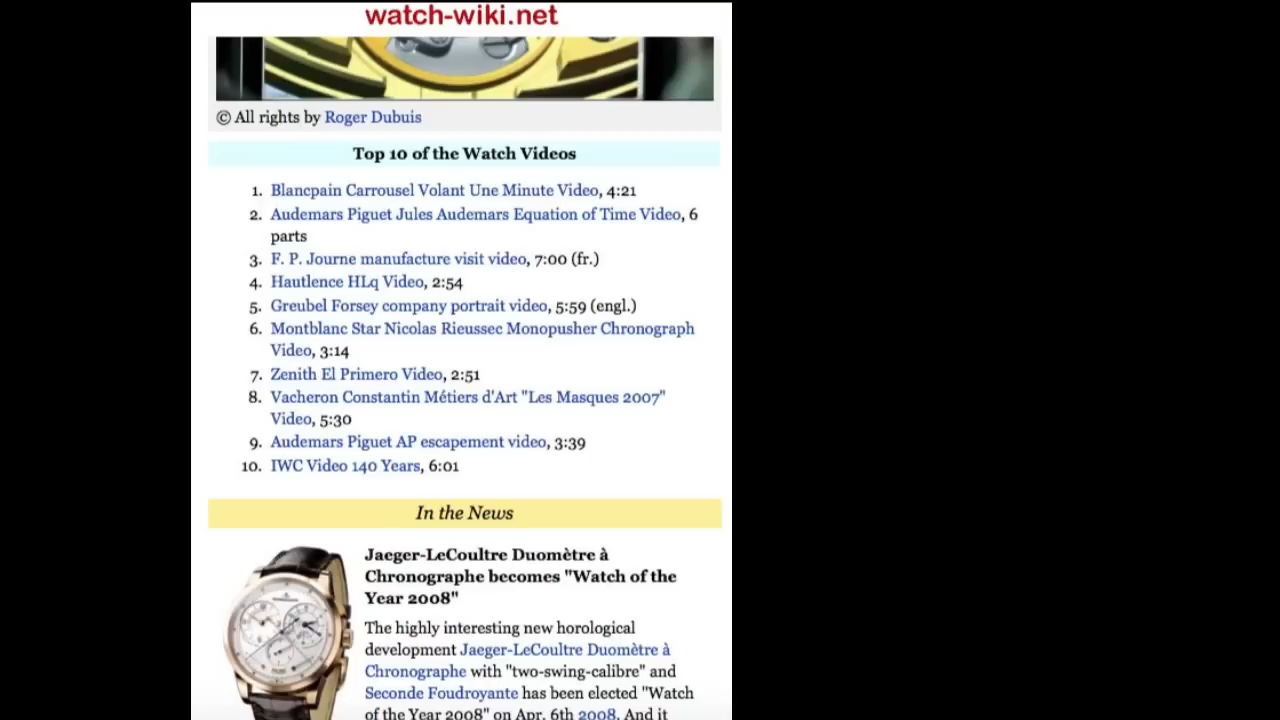 watch-wiki.net
© All rights by Roger Dubuis
Top 10 of the Watch Videos
1. Blancpain Carrousel Volant Une Minute Video, 4:21
2. Audemars Piguet Jules Audemars Equation of Time Video, 6
parts
3. F. P. Journe manufacture visit video, 7:00 (fr.)
4. Hautlence HLq Video, 2:54
5. Greubel Forsey company portrait video, 5:59 (engl.)
6. Montblanc Star Nicolas Rieussec Monopusher Chronograph
Video, 3:14
7. Zenith El Primero Video, 2:51
8. Vacheron Constantin Métiers d'Art "Les Masques 2007"
Video, 5:30
9. Audemars Piguet AP escapement video, 3:39
10. IWC Video 140 Years, 6:01
In the News
Jaeger-LeCoultre Duomètre à
Chronographe becomes "Watch of the
Year 2008"
The highly interesting new horological
development Jaeger-LeCoultre Duomètre à
Chronographe with "two-swing-calibre" and
Seconde Foudroyante has been elected "Watch
of the Year 2008" on Apr. 6th 2008. And it